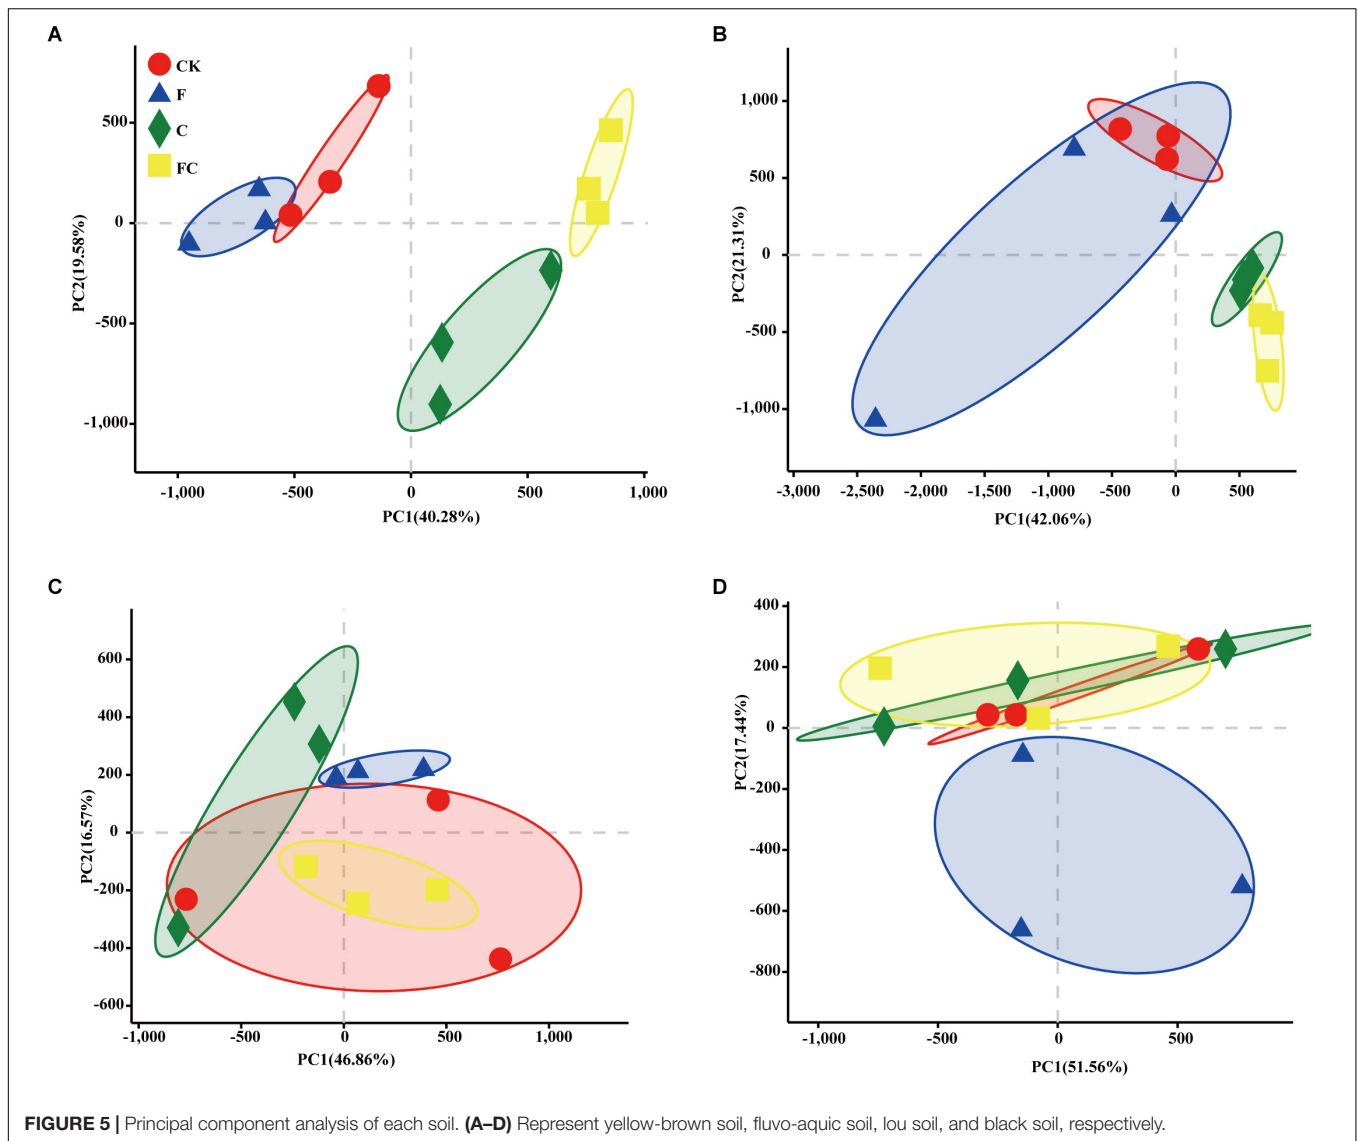 A
CK
F
C
FC
500
0
-500
-1,000
PC2(19.58%)
-1,000 -500 0 500 1,000
PC1(40.28%)
B
1,000
500
0
-500
-1,000
PC2(21.31%)
-3,000 -2,500 -2,000 -1,500 -1,000 -500 0 500
PC1(42.06%)
C
600
400
200
0
-200
-400
-600
PC2(16.57%)
-1,000 -500 0 500 1,000
PC1(46.86%)
D
400
200
0
-200
-400
-600
-800
PC2(17.44%)
-1,000 -500 0 500
PC1(51.56%)
FIGURE 5 | Principal component analysis of each soil. (A–D) Represent yellow-brown soil, fluvo-aquic soil, lou soil, and black soil, respectively.